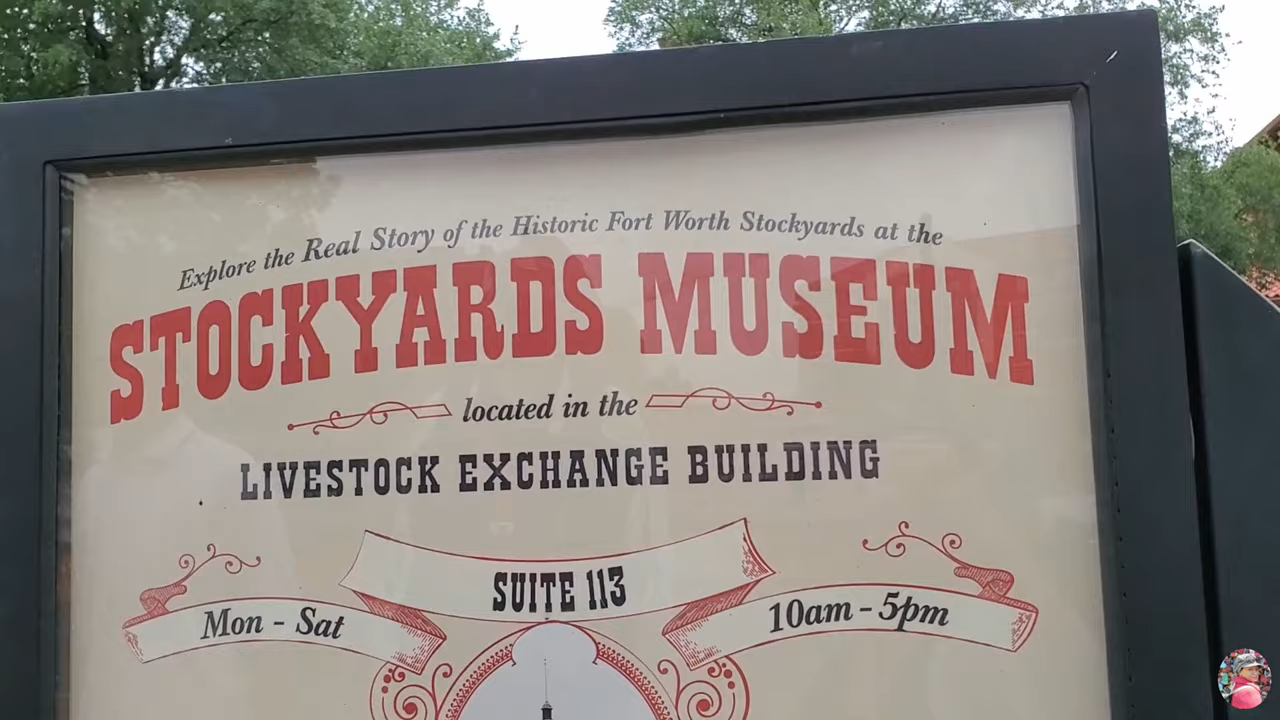 Explore the Real Story of the Historic Fort Worth Stockyards at the
STOCKYARDS MUSEUM
located in the
LIVESTOCK EXCHANGE BUILDING
SUITE 113
Mon - Sat
10am - 5pm